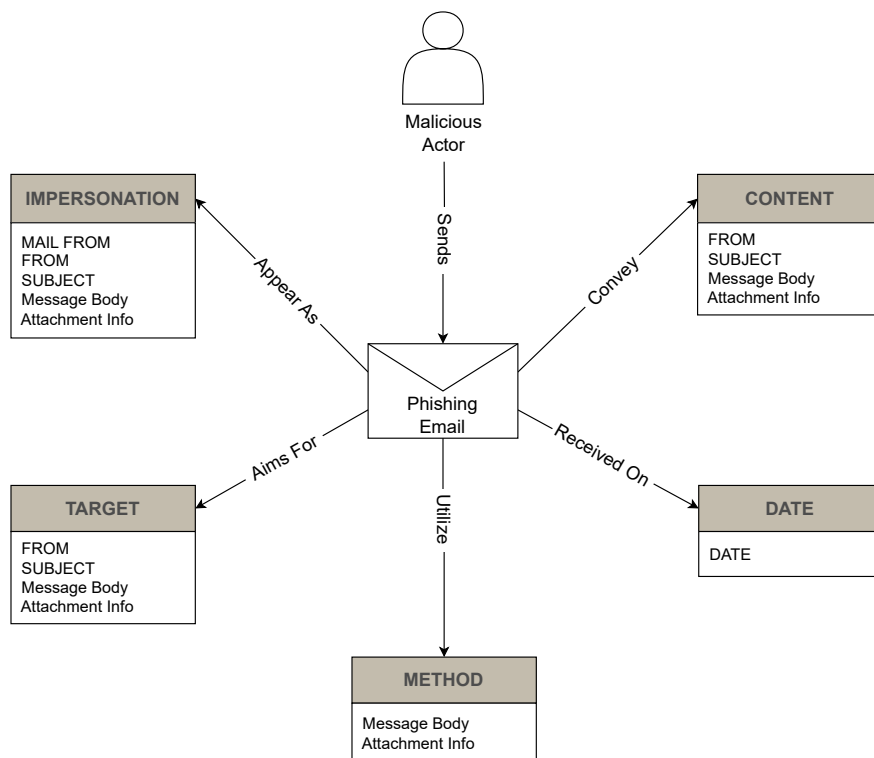 Malicious
Actor
Sends
IMPERSONATION
MAIL FROM
FROM
SUBJECT
Message Body
Attachment Info
Appear As
CONTENT
FROM
SUBJECT
Message Body
Attachment Info
Convey
Phishing
Email
Aims For
Received On
Utilize
TARGET
FROM
SUBJECT
Message Body
Attachment Info
DATE
DATE
METHOD
Message Body
Attachment Info